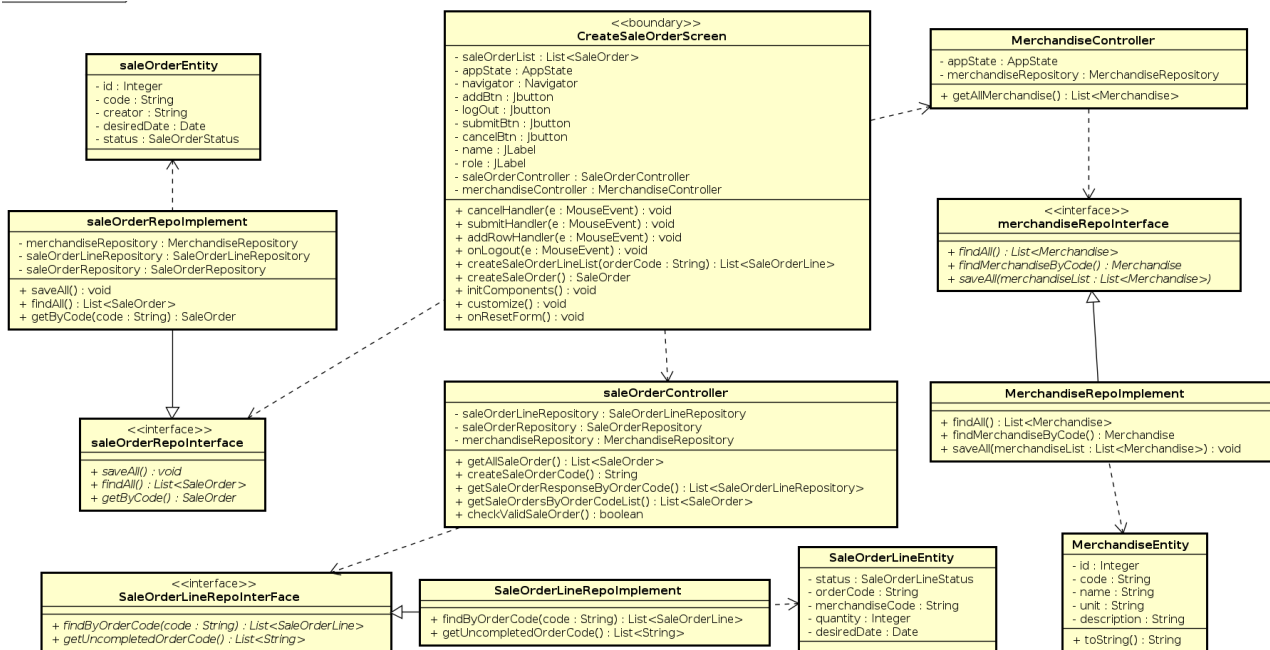 <<boundary>>
CreateSaleOrderScreen
- saleOrderList : List<SaleOrder>
- appState : AppState
- navigator : Navigator
- addBtn : Jbutton
- logOut : Jbutton
- submitBtn : Jbutton
- cancelBtn : Jbutton
- name : JLabel
- role : JLabel
- saleOrderController : SaleOrderController
- merchandiseController : MerchandiseController
+ cancelHandler(e : MouseEvent) : void
+ submitHandler(e : MouseEvent) : void
+ addRowHandler(e : MouseEvent) : void
+ onLogout(e : MouseEvent) : void
+ createSaleOrderLineList(orderCode : String) : List<SaleOrderLine>
+ createSaleOrder() : SaleOrder
+ initComponents() : void
+ customize() : void
+ onResetForm() : void
MerchandiseController
- appState : AppState
- merchandiseRepository : MerchandiseRepository
+ getAllMerchandise() : List<Merchandise>
saleOrderEntity
- id : Integer
- code : String
- creator : String
- desiredDate : Date
- status : SaleOrderStatus
saleOrderRepoImplement
- merchandiseRepository : MerchandiseRepository
- saleOrderLineRepository : SaleOrderLineRepository
- saleOrderRepository : SaleOrderRepository
+ saveAll() : void
+ findAll() : List<SaleOrder>
+ getByCode(code : String) : SaleOrder
<<interface>>
merchandiseRepoInterface
+ findAll() : List<Merchandise>
+ findMerchandiseByCode() : Merchandise
+ saveAll(merchandiseList : List<Merchandise>)
<<interface>>
saleOrderRepoInterface
+ saveAll() : void
+ findAll() : List<SaleOrder>
+ getByCode() : SaleOrder
saleOrderController
- saleOrderLineRepository : SaleOrderLineRepository
- saleOrderRepository : SaleOrderRepository
- merchandiseRepository : MerchandiseRepository
+ getAllSaleOrder() : List<SaleOrder>
+ createSaleOrderCode() : String
+ getSaleOrderResponseByOrderCode() : List<SaleOrderLineRepository>
+ getSaleOrdersByOrderCodeList() : List<SaleOrder>
+ checkValidSaleOrder() : boolean
MerchandiseRepoImplement
+ findAll() : List<Merchandise>
+ findMerchandiseByCode() : Merchandise
+ saveAll(merchandiseList : List<Merchandise>) : void
<<interface>>
SaleOrderLineRepoInterFace
+ findByOrderCode(code : String) : List<SaleOrderLine>
+ getUncompletedOrderCode() : List<String>
SaleOrderLineRepoImplement
+ findByOrderCode(code : String) : List<SaleOrderLine>
+ getUncompletedOrderCode() : List<String>
SaleOrderLineEntity
- status : SaleOrderLineStatus
- orderCode : String
- merchandiseCode : String
- quantity : Integer
- desiredDate : Date
MerchandiseEntity
- id : Integer
- code : String
- name : String
- unit : String
- description : String
+ toString() : String